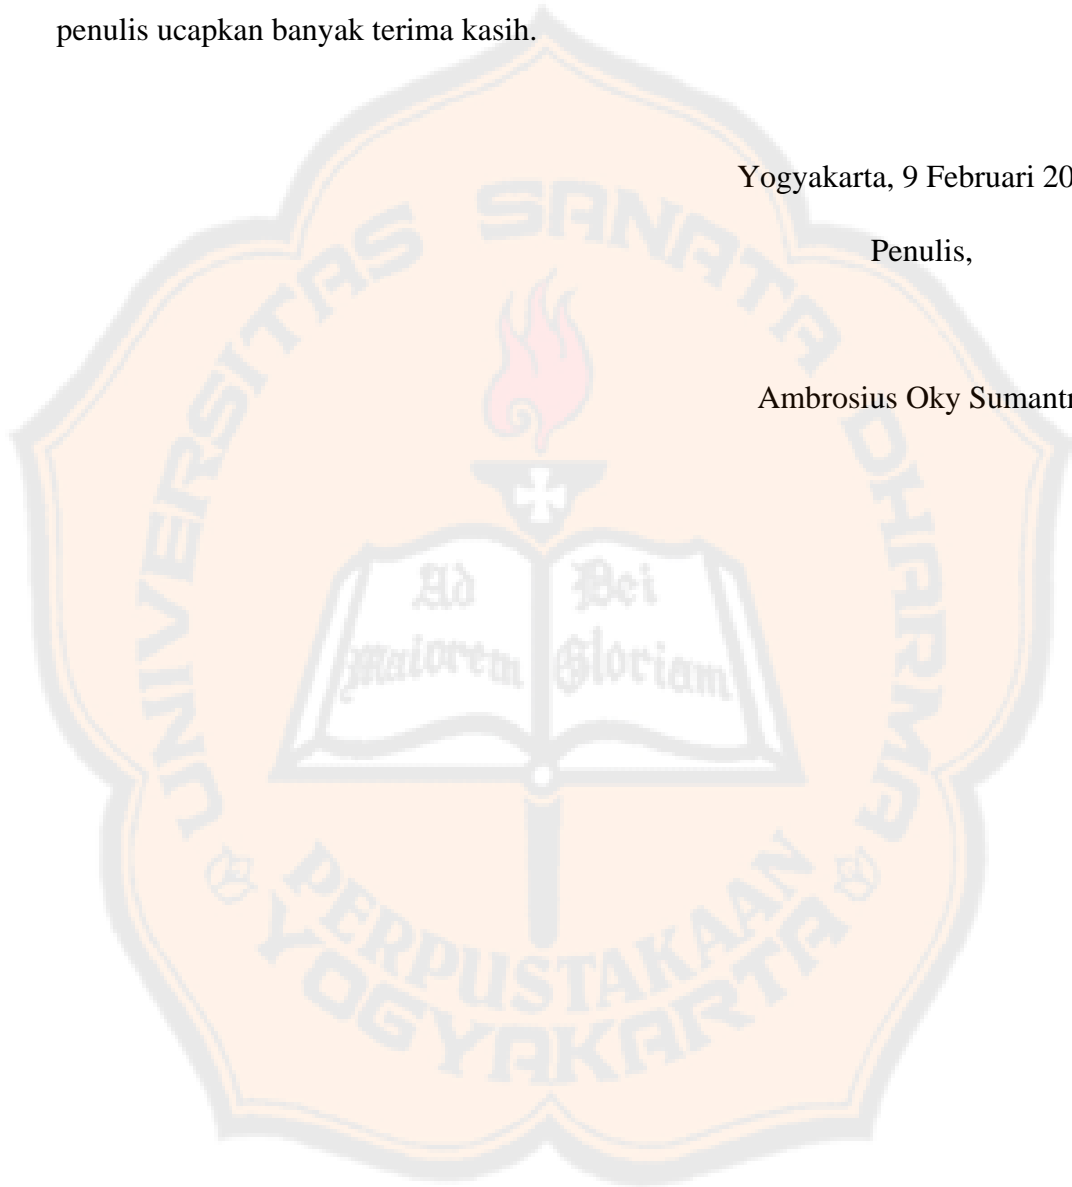 penulis ucapkan banyak terima kasih.
Yogyakarta, 9 Februari 20
Penulis,
Ambrosius Oky Sumantr
UNIVERSITAS SANATA DHARMA
Ad Dei
Maiorem Gloriam
PERPUSTAKAAN
YOGYAKARTA